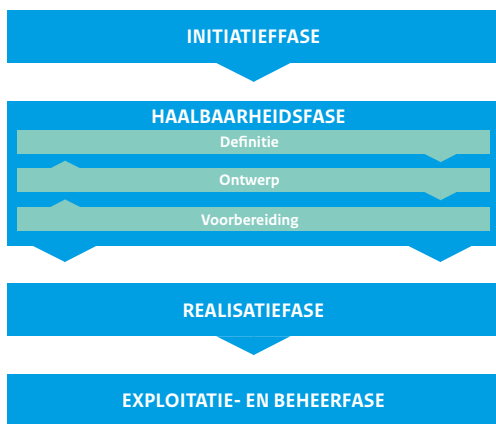 INITIATIEFFASE
HAALBAARHEIDSFASE
Definitie
Ontwerp
Voorbereiding
REALISATIEFASE
EXPLOITATIE- EN BEHEERFASE